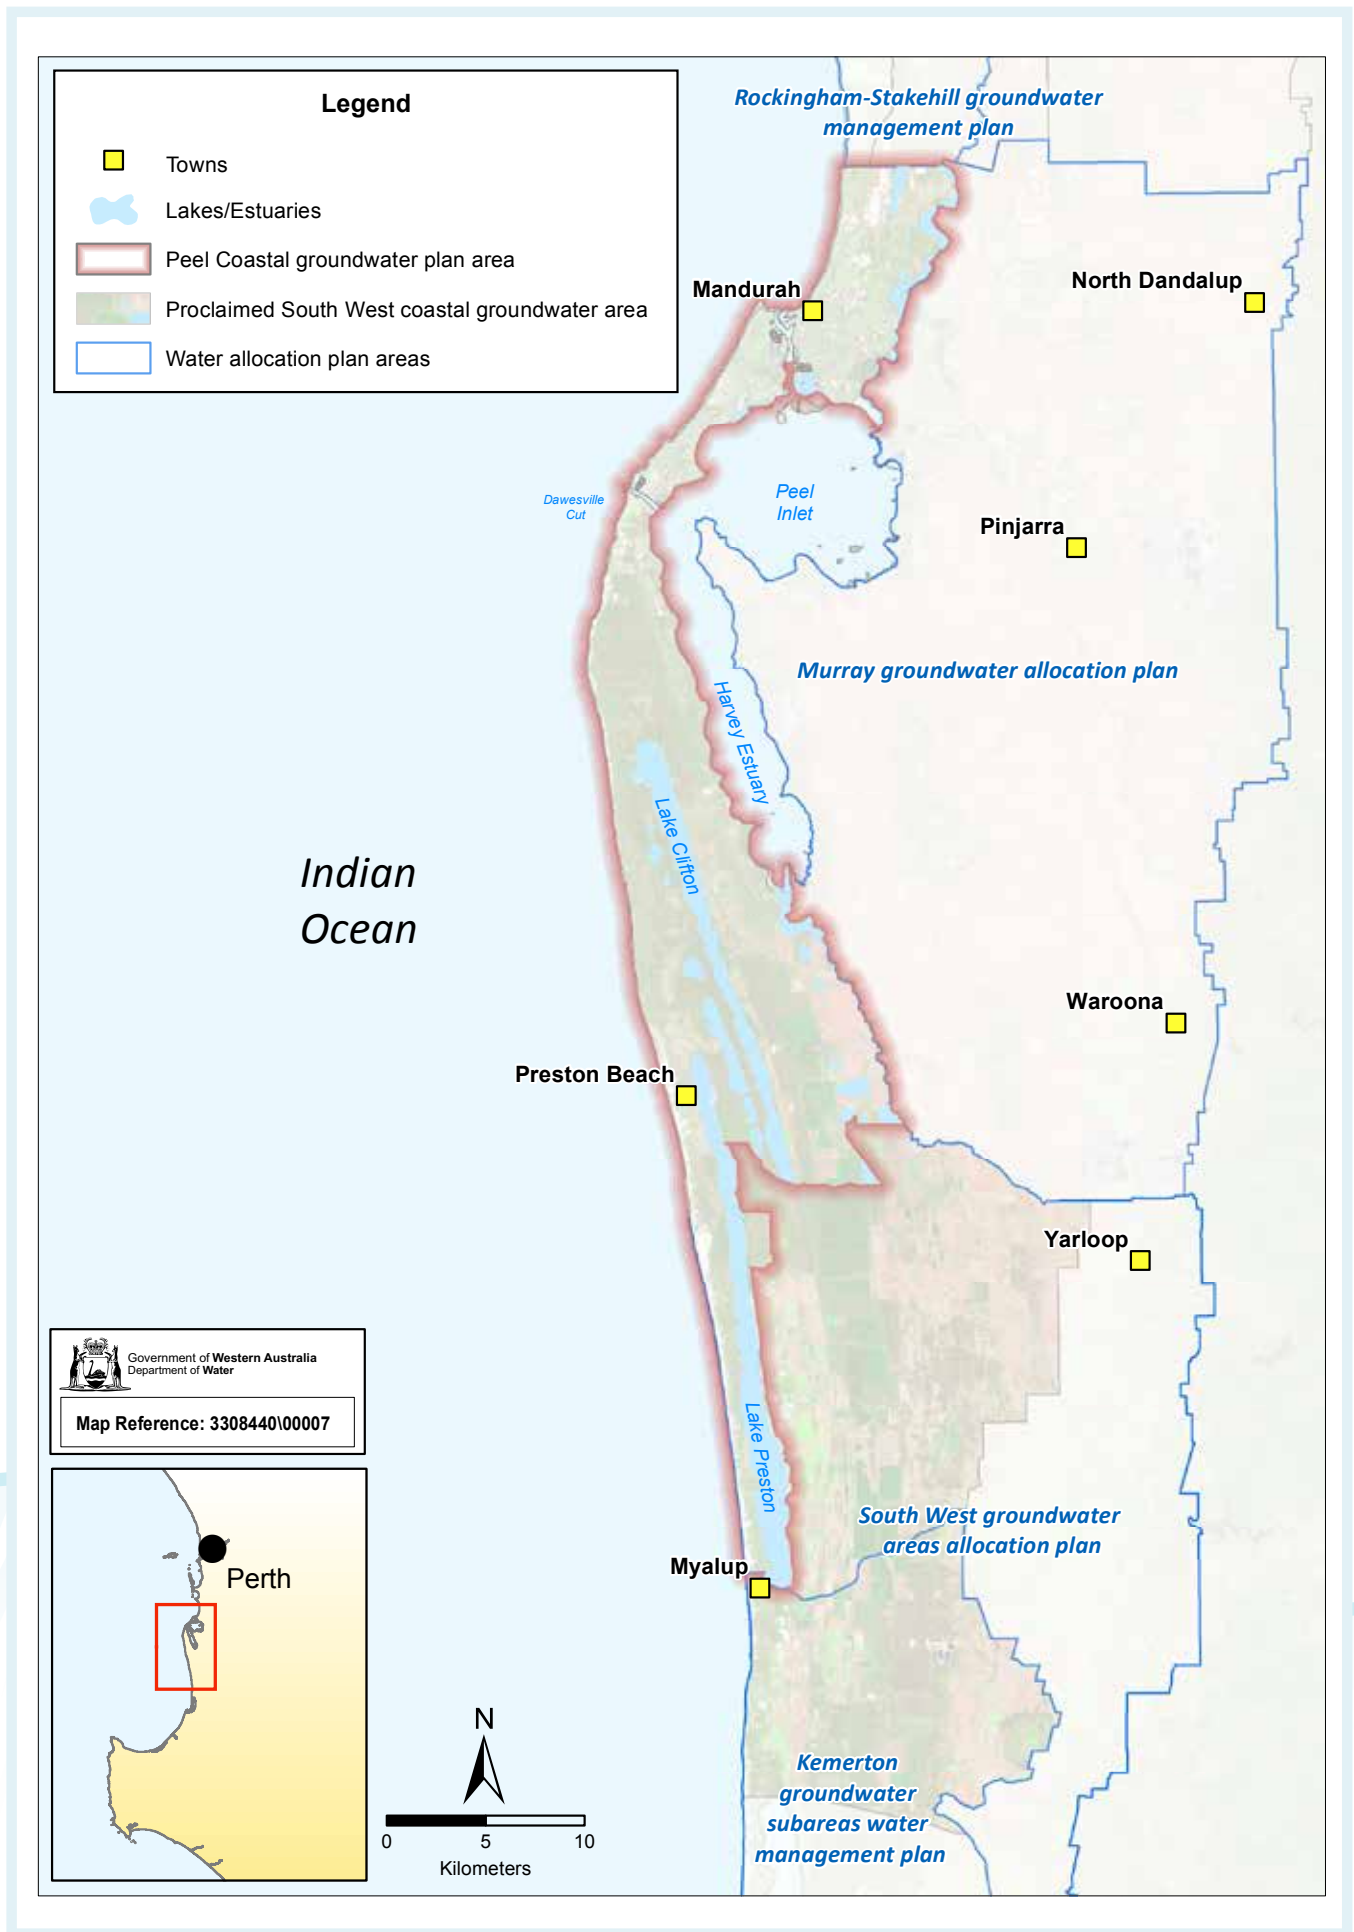 Legend
Towns
Lakes/Estuaries
Peel Coastal groundwater plan area
Proclaimed South West coastal groundwater area
Water allocation plan areas
Rockingham-Stakehill groundwater
management plan
Mandurah
North Dandalup
Dawesville
Cut
Peel
Inlet
Pinjarra
Murray groundwater allocation plan
Harvey Estuary
Lake Clifton
Indian
Ocean
Waroona
Preston Beach
Yarloop
Government of Western Australia
Department of Water
Map Reference: 3308440\00007
Lake Preston
South West groundwater
areas allocation plan
Myalup
Perth
N
0 5 10
Kilometers
Kemerton
groundwater
subareas water
management plan